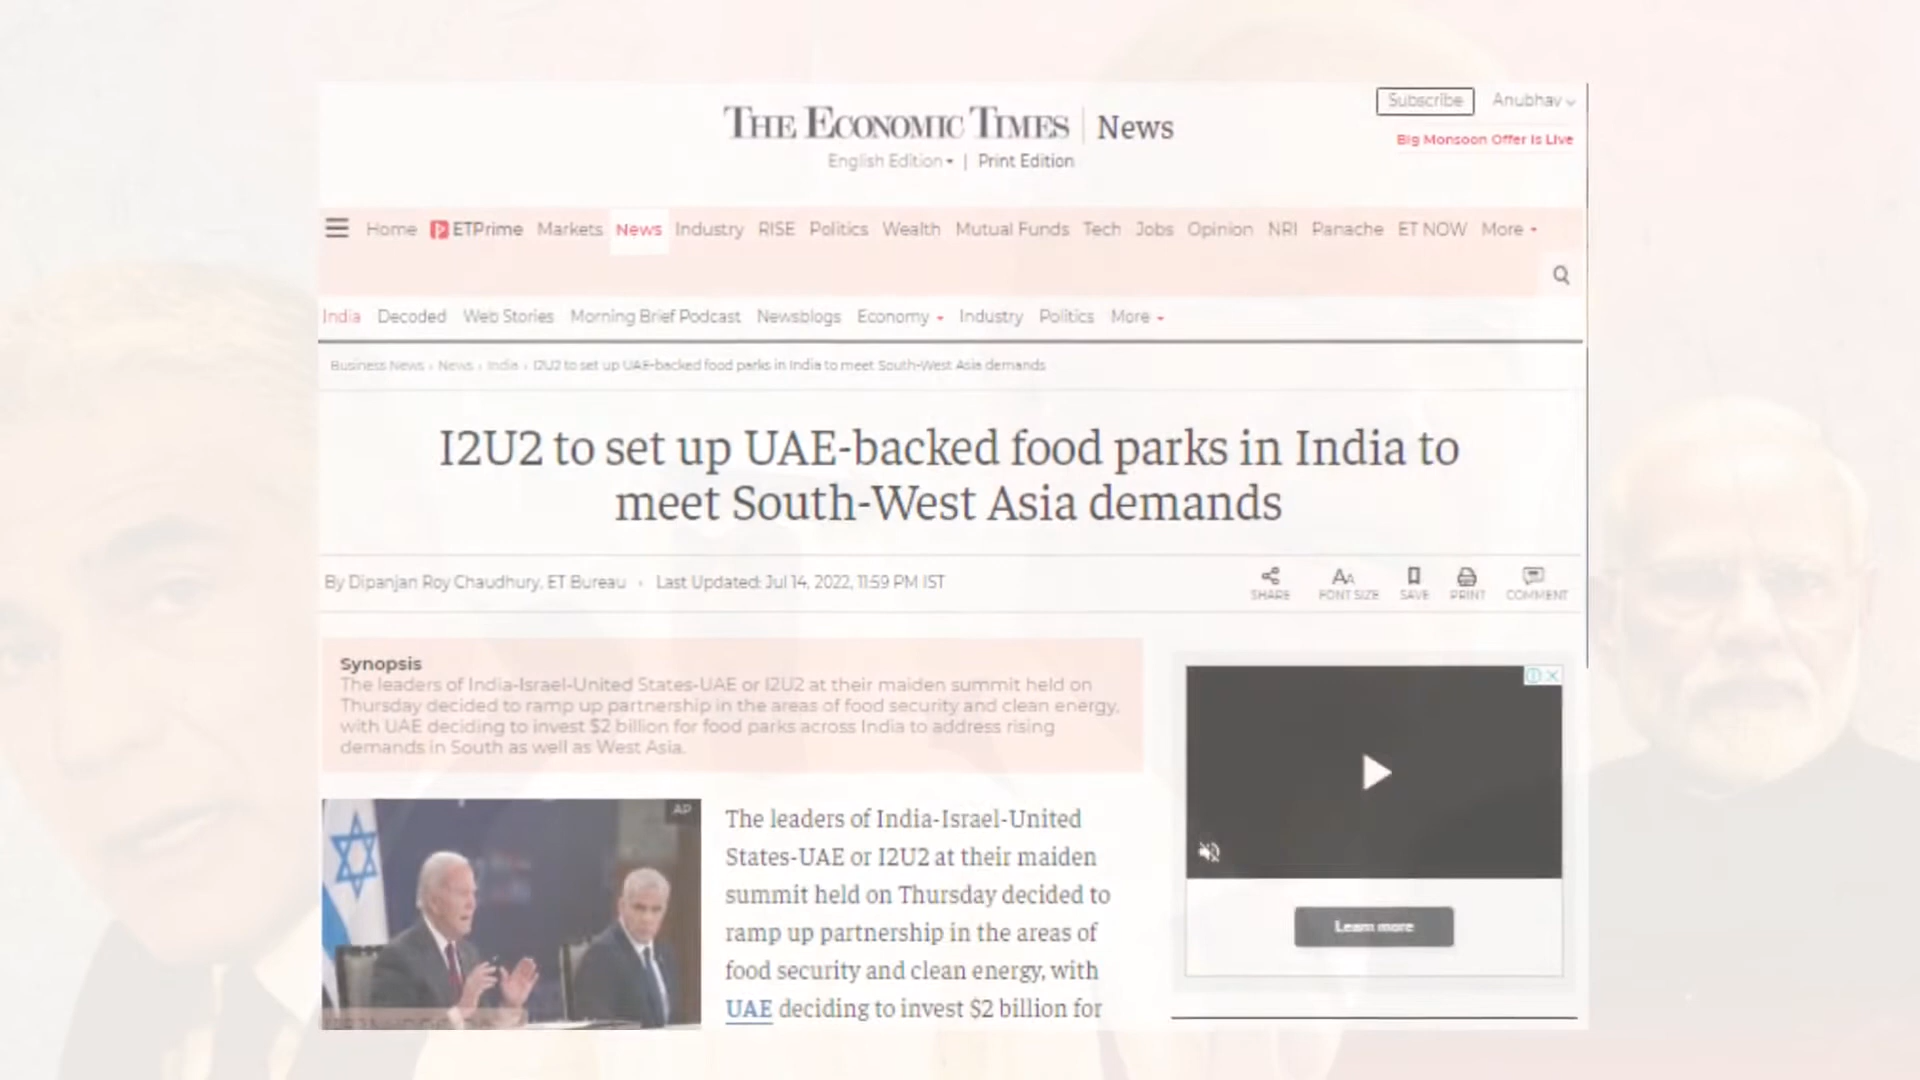 THE ECONOMIC TIMES | News
Subscribe Anubhav
Big Monsoon Offer Is Live
English Edition | Print Edition
Home ETPrime Markets News Industry RISE Politics Wealth Mutual Funds Tech Jobs Opinion NRI Panache ET NOW More
India Decoded Web Stories Morning Brief Podcast Newsblogs Economy Industry Politics More
Business News › News › India › I2U2 to set up UAE-backed food parks in India to meet South-West Asia demands
I2U2 to set up UAE-backed food parks in India to
meet South-West Asia demands
By Dipanjan Roy Chaudhury, ET Bureau • Last Updated: Jul 14, 2022, 11:59 PM IST
SHARE FONT SIZE SAVE PRINT COMMENT
Synopsis
The leaders of India-Israel-United States-UAE or I2U2 at their maiden summit held on
Thursday decided to ramp up partnership in the areas of food security and clean energy,
with UAE deciding to invest $2 billion for food parks across India to address rising
demands in South as well as West Asia.
AP
The leaders of India-Israel-United
States-UAE or I2U2 at their maiden
summit held on Thursday decided to
ramp up partnership in the areas of
food security and clean energy, with
UAE deciding to invest $2 billion for
Learn more